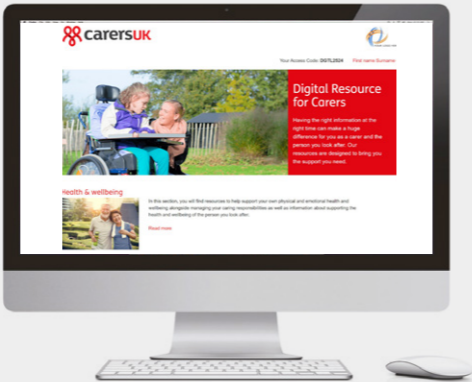 carersUK
Your Access Code: DGTL2024 First name Surname
Digital Resource
for Carers
Having the right information at the
right time can make a huge
difference for you as a carer and the
person you look after. Our
resources are designed to bring you
the support you need.
Health & wellbeing
In this section, you will find resources to help support your own physical and emotional health and
wellbeing alongside managing your caring responsibilities as well as information about supporting the
health and wellbeing of the person you look after.
Read more